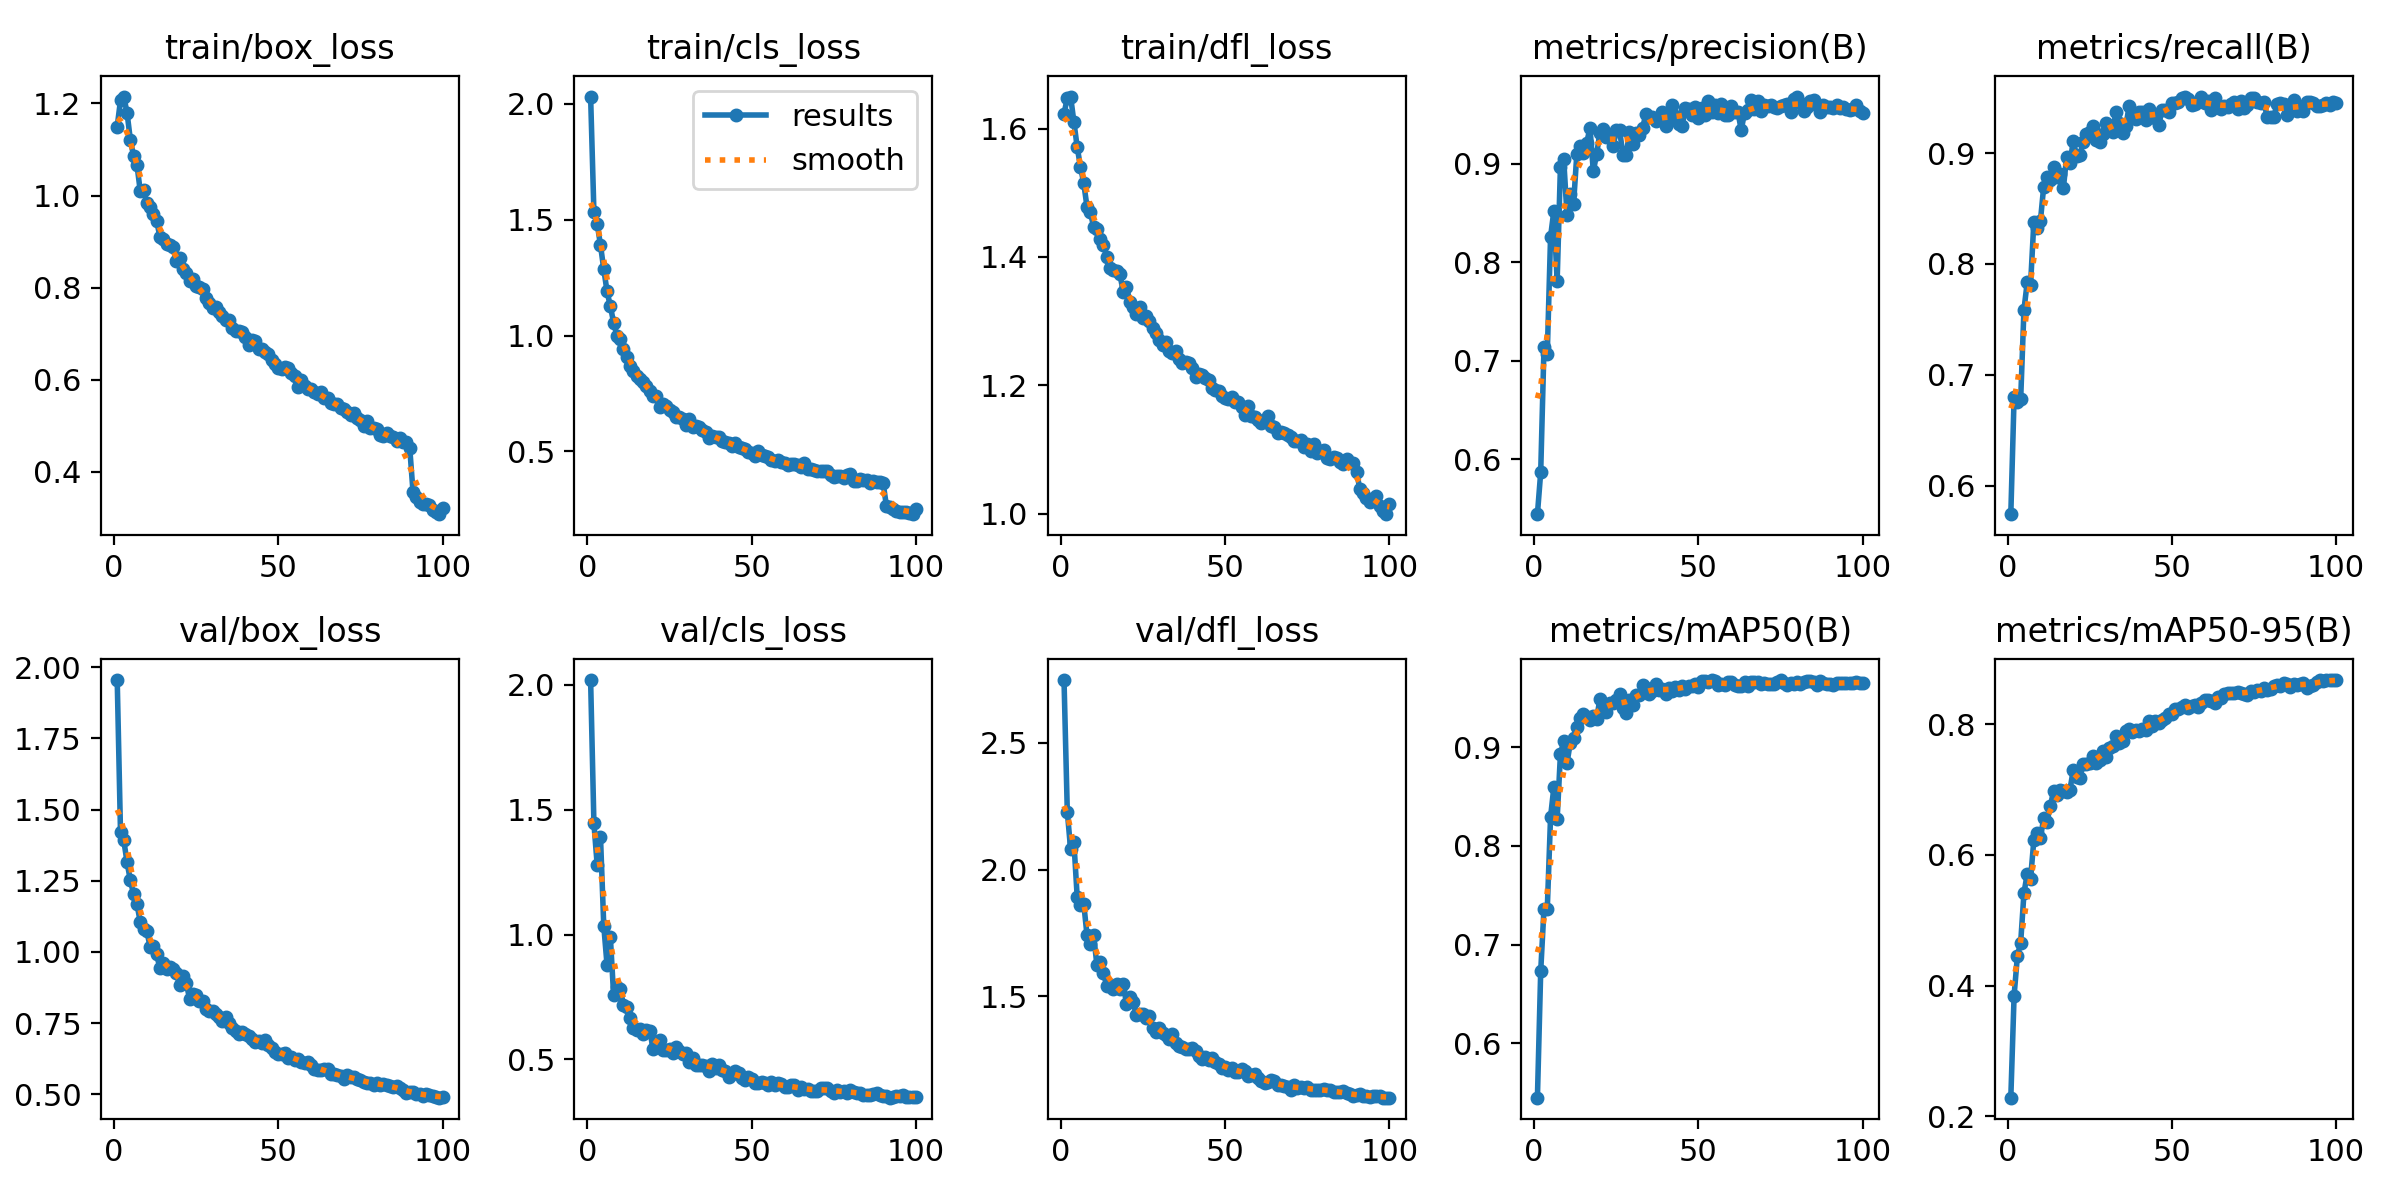 train/box_loss
1.2
1.0
0.8
0.6
0.4
0 50 100
train/cls_loss
results
smooth
2.0
1.5
1.0
0.5
0 50 100
train/dfl_loss
1.6
1.4
1.2
1.0
0 50 100
metrics/precision(B)
0.9
0.8
0.7
0.6
0 50 100
metrics/recall(B)
0.9
0.8
0.7
0.6
0 50 100
val/box_loss
2.00
1.75
1.50
1.25
1.00
0.75
0.50
0 50 100
val/cls_loss
2.0
1.5
1.0
0.5
0 50 100
val/dfl_loss
2.5
2.0
1.5
0 50 100
metrics/mAP50(B)
0.9
0.8
0.7
0.6
0 50 100
metrics/mAP50-95(B)
0.8
0.6
0.4
0.2
0 50 100